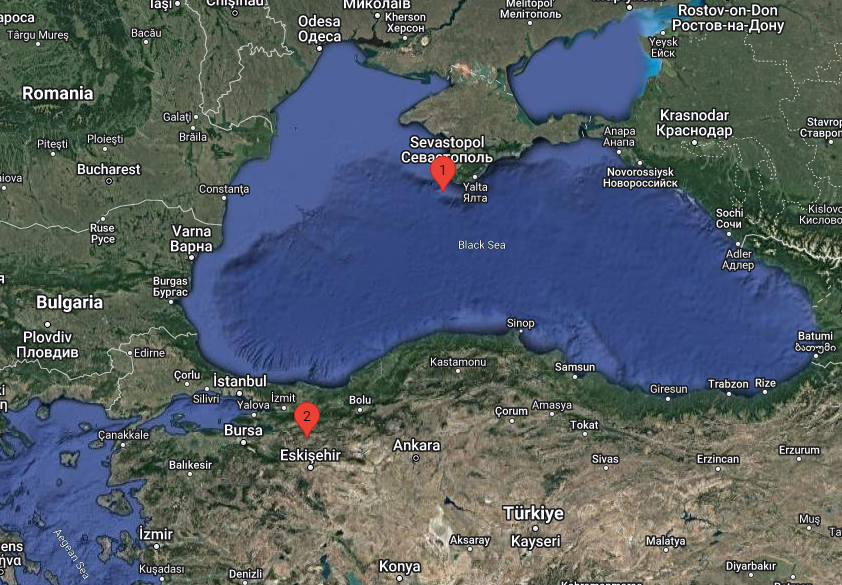 Iași
Chișinău
Миколаїв
Melitopol
Мелітополь
Rostov-on-Don
Ростов-на-Дону
Târgu Mureș
Bacău
Odesa
Одеса
Kherson
Херсон
Yeysk
Ейск
Romania
Galați
Brăila
Sevastopol
Севастополь
Krasnodar
Краснодар
Anapa
Анапа
Pitești
Ploiești
Bucharest
1
Yalta
Ялта
Novorossiysk
Новороссийск
Constanța
Ruse
Русе
Varna
Варна
Black Sea
Sochi
Сочи
Adler
Адлер
Burgas
Бургас
Bulgaria
Plovdiv
Пловдив
Edirne
Sinop
Batumi
ბათუმი
Kastamonu
Samsun
Çorlu
İstanbul
Silivri
Yalova
İzmit
Bolu
Giresun
Trabzon
Rize
2
Çorum
Amasya
Tokat
Çanakkale
Bursa
Eskişehir
Ankara
Balıkesir
Sivas
Erzincan
Erzurum
Türkiye
Kayseri
Aegean Sea
İzmir
Aksaray
Malatya
Muş
Kuşadası
Denizli
Konya
Diyarbakır